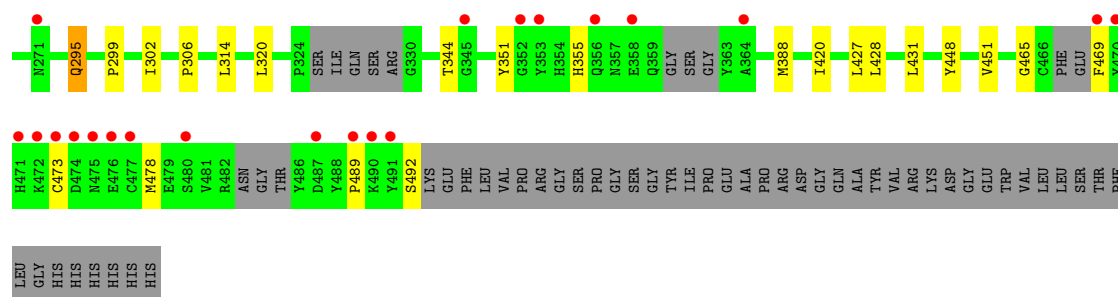 N271 Q295 P299 I302 P306 L314 L320 P324 SER ILE GLN SER ARG G330 T344 G345 Y351 G352 Y353 H354 H355 Q356 N357 E358 Q359 GLY SER GLY Y363 A364 M388 I420 L427 L428 L431 Y448 V451 G465 C466 PHE GLU F469 Y470
H471 K472 C473 D474 N475 E476 C477 M478 E479 S480 V481 R482 ASN GLY THR Y486 D487 Y488 P489 K490 Y491 S492 LYS GLU PHE LEU VAL PRO ARG GLY SER PRO GLY SER GLY TYR ILE PRO GLU ALA PRO ARG ASP GLY GLN ALA TYR VAL ARG LYS ASP GLY GLU TRP VAL LEU LEU SER THR PHE
LEU GLY HIS HIS HIS HIS HIS HIS